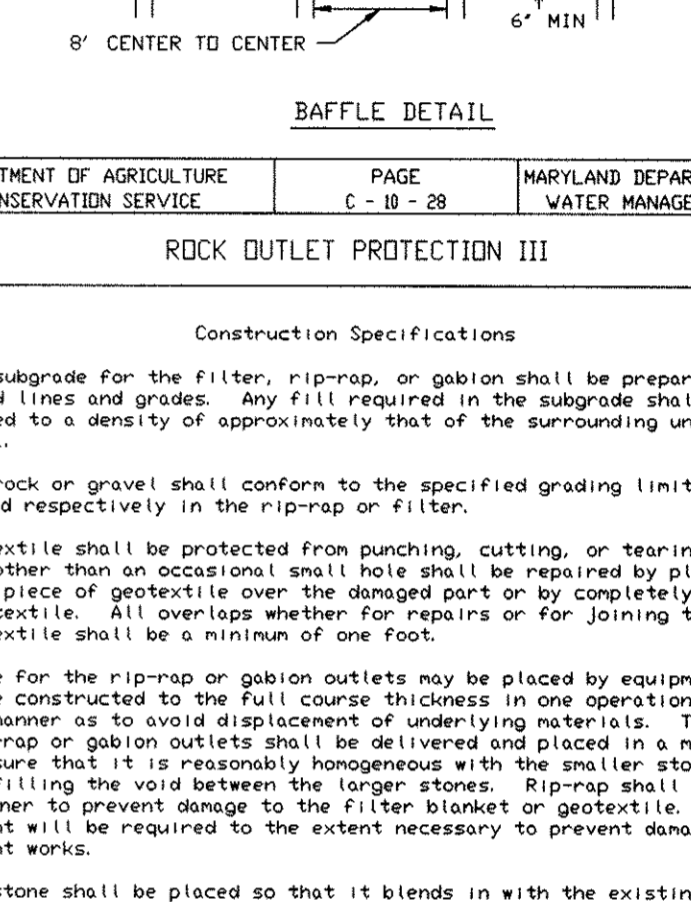 8' CENTER TO CENTER
6" MIN
BAFFLE DETAIL
TMENT OF AGRICULTURE PAGE MARYLAND DEPAR
NSERVATION SERVICE C - 10 - 28 WATER MANAGE
ROCK OUTLET PROTECTION III
Construction Specifications
subgrade for the filter, rip-rap, or gabion shall be prepar
d lines and grades. Any fill required in the subgrade shal
ed to a density of approximately that of the surrounding un
.
rock or gravel shall conform to the specified grading limit
d respectively in the rip-rap or filter.
extile shall be protected from punching, cutting, or tearin
other than an occasional small hole shall be repaired by pl
piece of geotextile over the damaged part or by completely
textile. All overlaps whether for repairs or for joining t
extile shall be a minimum of one foot.
e for the rip-rap or gabion outlets may be placed by equipm
e constructed to the full course thickness in one operation
manner as to avoid displacement of underlying materials. T
-rap or gabion outlets shall be delivered and placed in a m
sure that it is reasonably homogeneous with the smaller sto
filling the void between the larger stones. Rip-rap shall
ner to prevent damage to the filter blanket or geotextile.
nt will be required to the extent necessary to prevent dama
nt works.
stone shall be placed so that it blends in with the existin